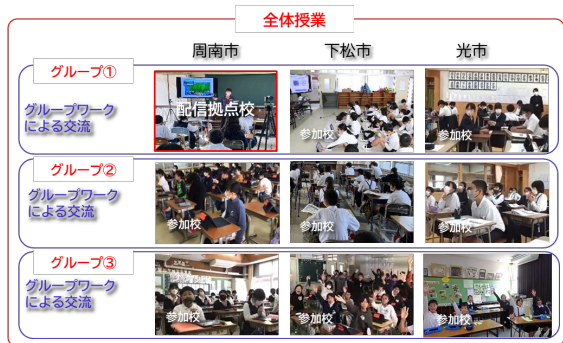 全体授業
周南市
下松市
光市
グループ①
グループワーク
による交流
配信拠点校
参加校
参加校
グループ②
グループワーク
による交流
参加校
参加校
参加校
グループ③
グループワーク
による交流
参加校
参加校
参加校